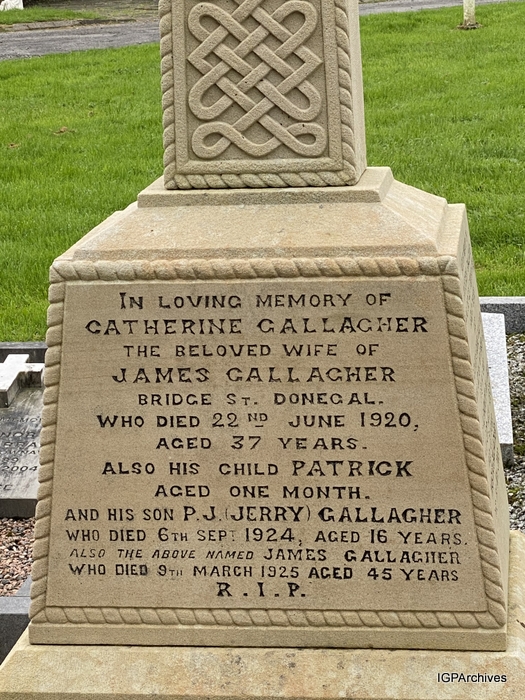 IN LOVING MEMORY OF
CATHERINE GALLAGHER
THE BELOVED WIFE OF
JAMES GALLAGHER
BRIDGE ST. DONEGAL.
WHO DIED 22ND JUNE 1920,
AGED 37 YEARS.
ALSO HIS CHILD PATRICK
AGED ONE MONTH.
AND HIS SON P.J. (JERRY) GALLAGHER
WHO DIED 6TH SEPT 1924, AGED 16 YEARS.
ALSO THE ABOVE NAMED JAMES GALLAGHER
WHO DIED 9TH MARCH 1925 AGED 45 YEARS
R.I.P.
2004
IGPArchives